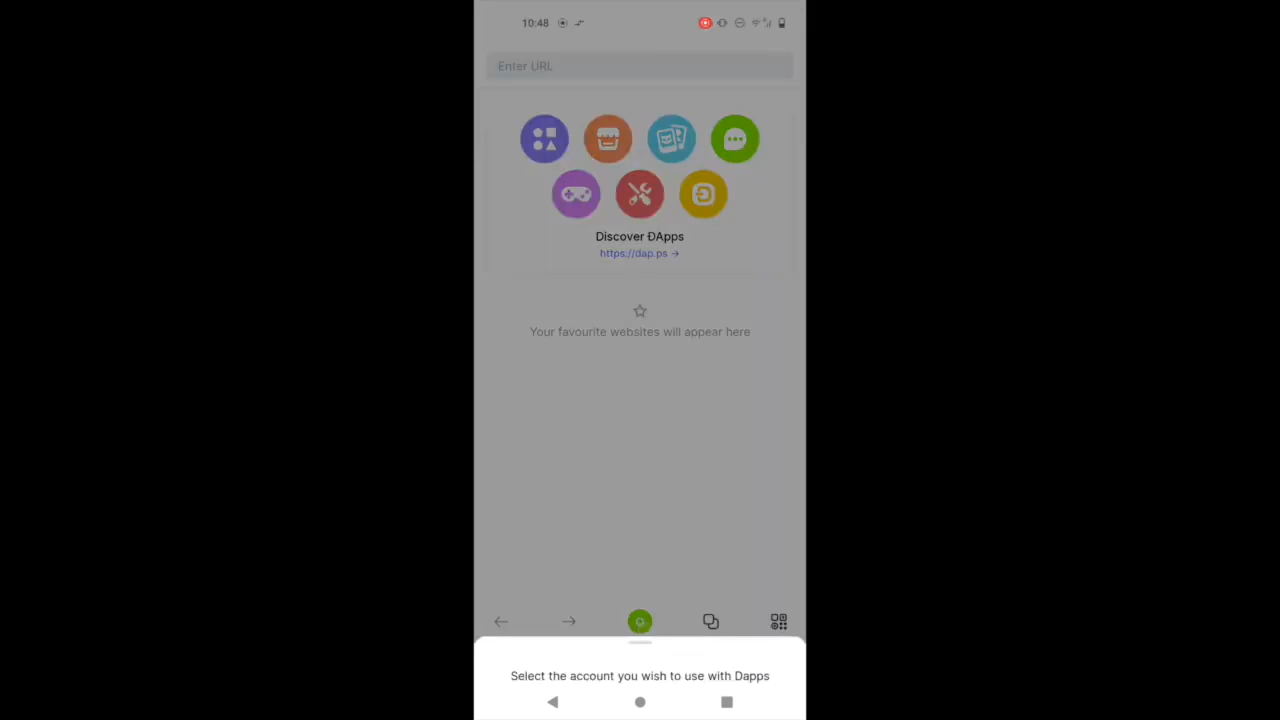 10:48
Enter URL
Discover ÐApps
https://dap.ps →
Your favourite websites will appear here
Select the account you wish to use with Dapps